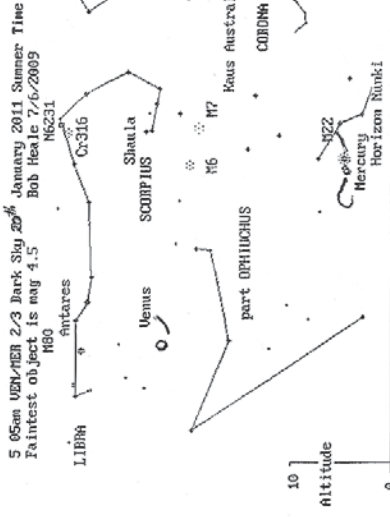 5 05am VEN/MER 2/3 Dark Sky 20th January 2011 Summer Time
Faintest object is mag 4.5 Bob Heale 7/6/2009
M80
N6231
Antares
Cr316
LIBRA
Shaula
SCORPIUS
Venus
M6
M7
Kaus Austral
CORONA
part OPHIUCHUS
M22
Mercury
Horizon Nunki
10
Altitude
0